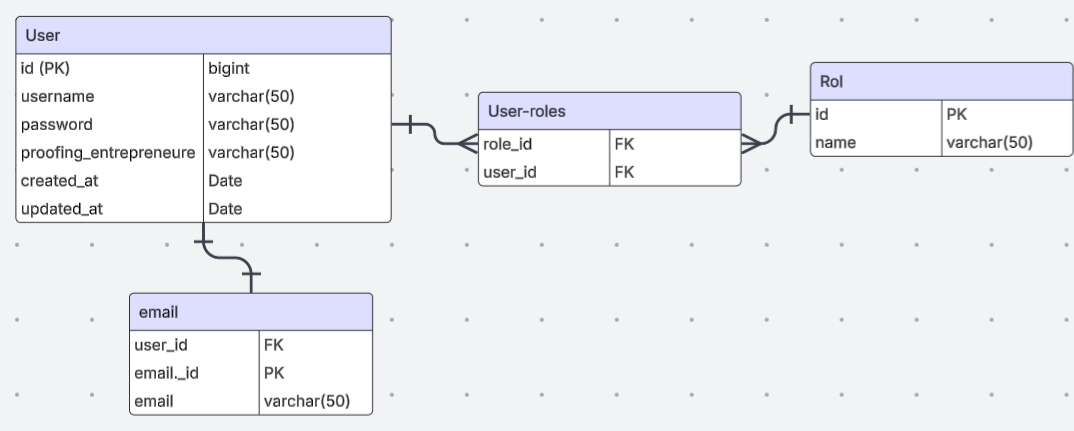 User
id (PK) bigint
username varchar(50)
password varchar(50)
proofing_entrepreneure varchar(50)
created_at Date
updated_at Date
User-roles
role_id FK
user_id FK
Rol
id PK
name varchar(50)
email
user_id FK
email._id PK
email varchar(50)